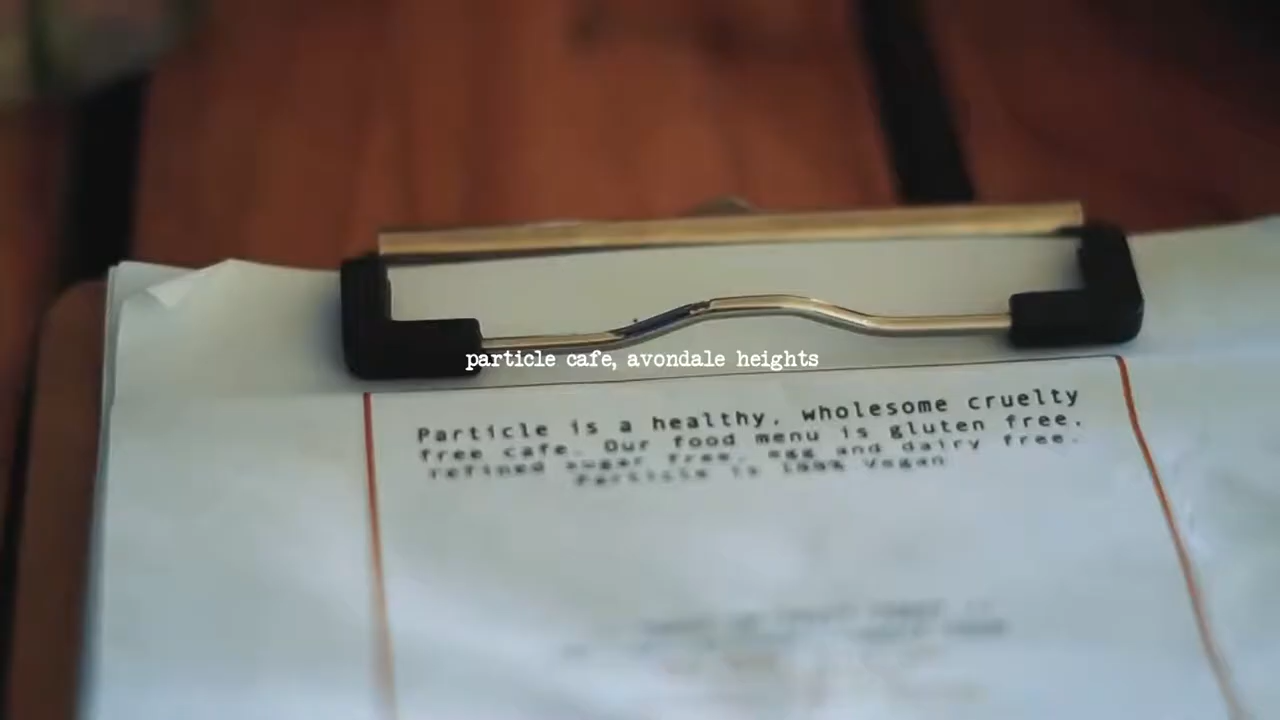 particle cafe, avondale heights
Particle is a healthy, wholesome cruelty
free cafe. Our food menu is gluten free,
refined sugar free, egg and dairy free.
Particle is 100% Vegan